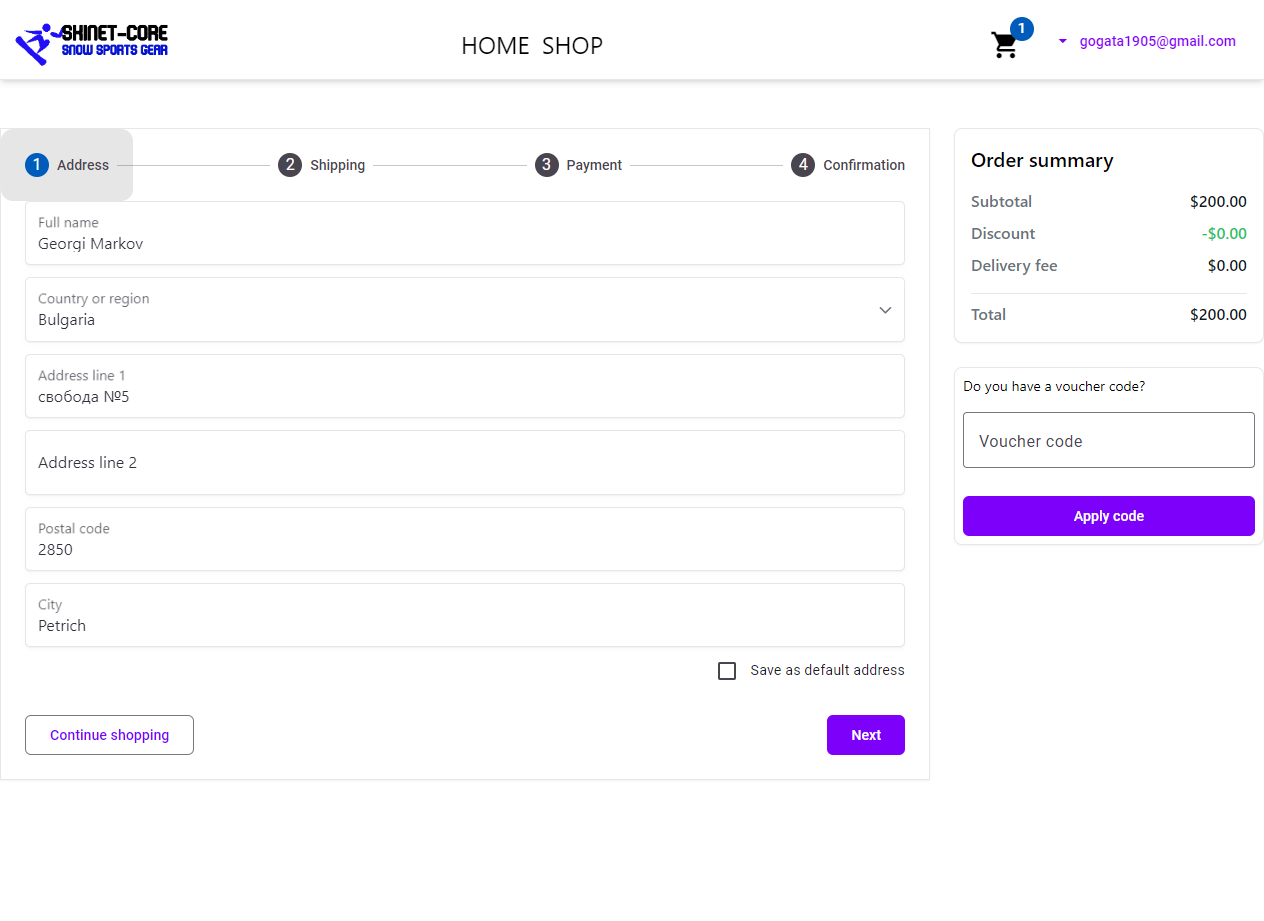 SHINET-CORE
SNOW SPORTS GEAR
HOME SHOP
1
gogata1905@gmail.com
1 Address
2 Shipping
3 Payment
4 Confirmation
Full name
Georgi Markov
Country or region
Bulgaria
Address line 1
свобода №5
Address line 2
Postal code
2850
City
Petrich
Save as default address
Continue shopping
Next
Order summary
Subtotal $200.00
Discount -$0.00
Delivery fee $0.00
Total $200.00
Do you have a voucher code?
Voucher code
Apply code